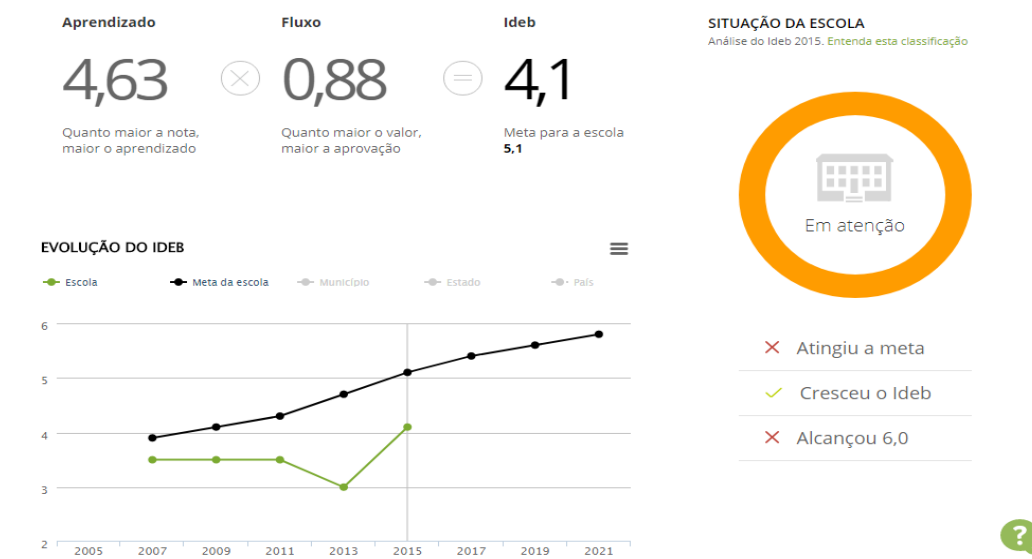 Aprendizado
Fluxo
Ideb
4,63
0,88
4,1
Quanto maior a nota,
maior o aprendizado
Quanto maior o valor,
maior a aprovação
Meta para a escola
5,1
SITUAÇÃO DA ESCOLA
Análise do Ideb 2015. Entenda esta classificação
Em atenção
Atingiu a meta
Cresceu o Ideb
Alcançou 6,0
EVOLUÇÃO DO IDEB
Escola
Meta da escola
Município
Estado
País
6
5
4
3
2
2005 2007 2009 2011 2013 2015 2017 2019 2021
?